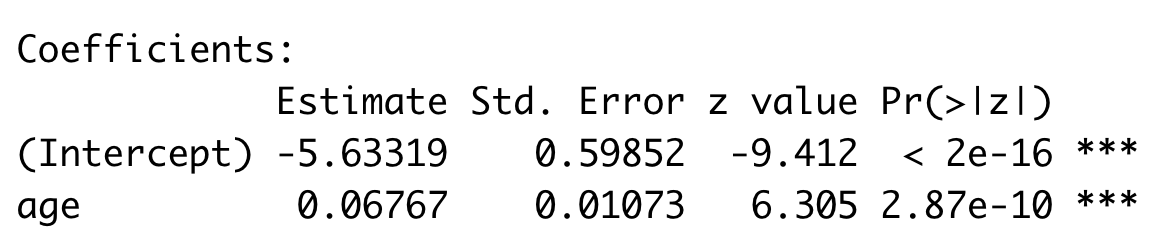 Coefficients:
Estimate Std. Error z value Pr(>|z|)
(Intercept) -5.63319 0.59852 -9.412 < 2e-16 ***
age 0.06767 0.01073 6.305 2.87e-10 ***